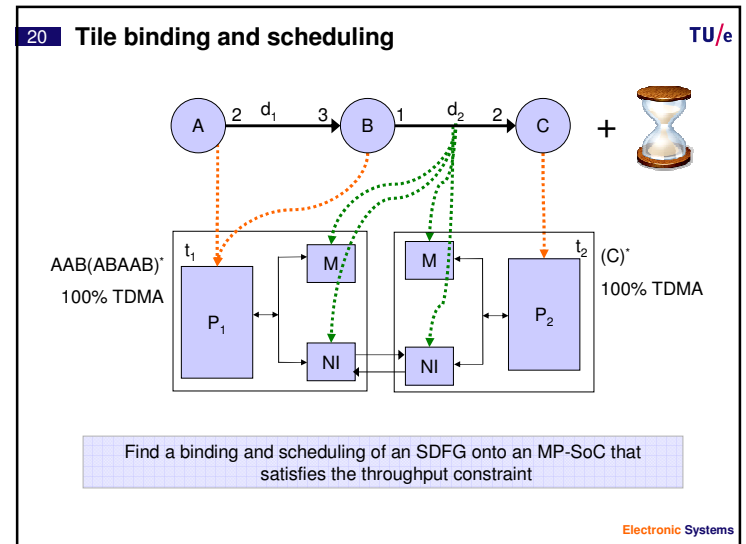 20 Tile binding and scheduling
TU/e
A 2 d1 3 B 1 d2 2 C +
t1
AAB(ABAAB)*
100% TDMA
P1
M
NI
M
NI
t2
(C)*
100% TDMA
P2
Find a binding and scheduling of an SDFG onto an MP-SoC that
satisfies the throughput constraint
Electronic Systems